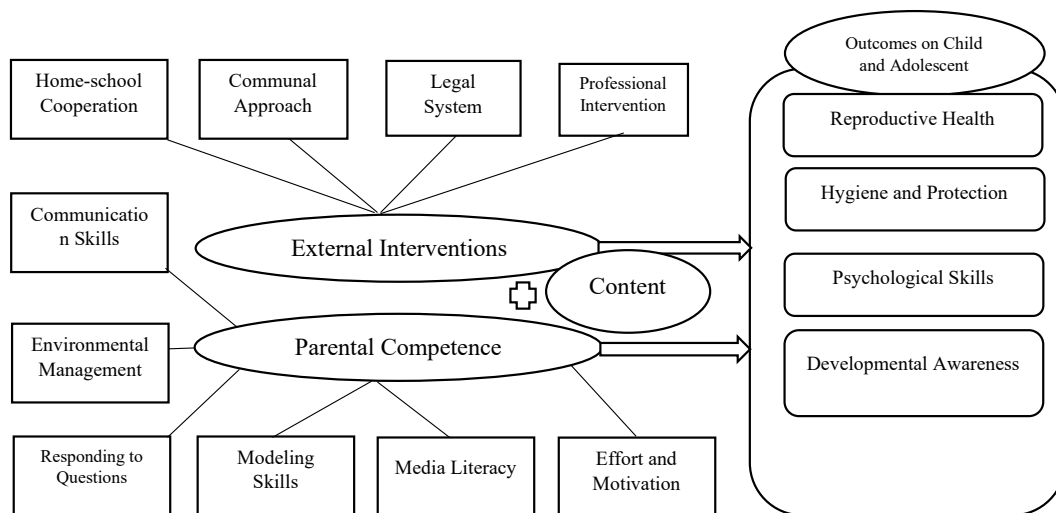 Outcomes on Child
and Adolescent
Home-school
Cooperation
Communal
Approach
Legal
System
Professional
Intervention
Reproductive Health
Hygiene and Protection
Communicatio
n Skills
External Interventions
Content
Psychological Skills
Environmental
Management
Parental Competence
Developmental Awareness
Responding to
Questions
Modeling
Skills
Media Literacy
Effort and
Motivation